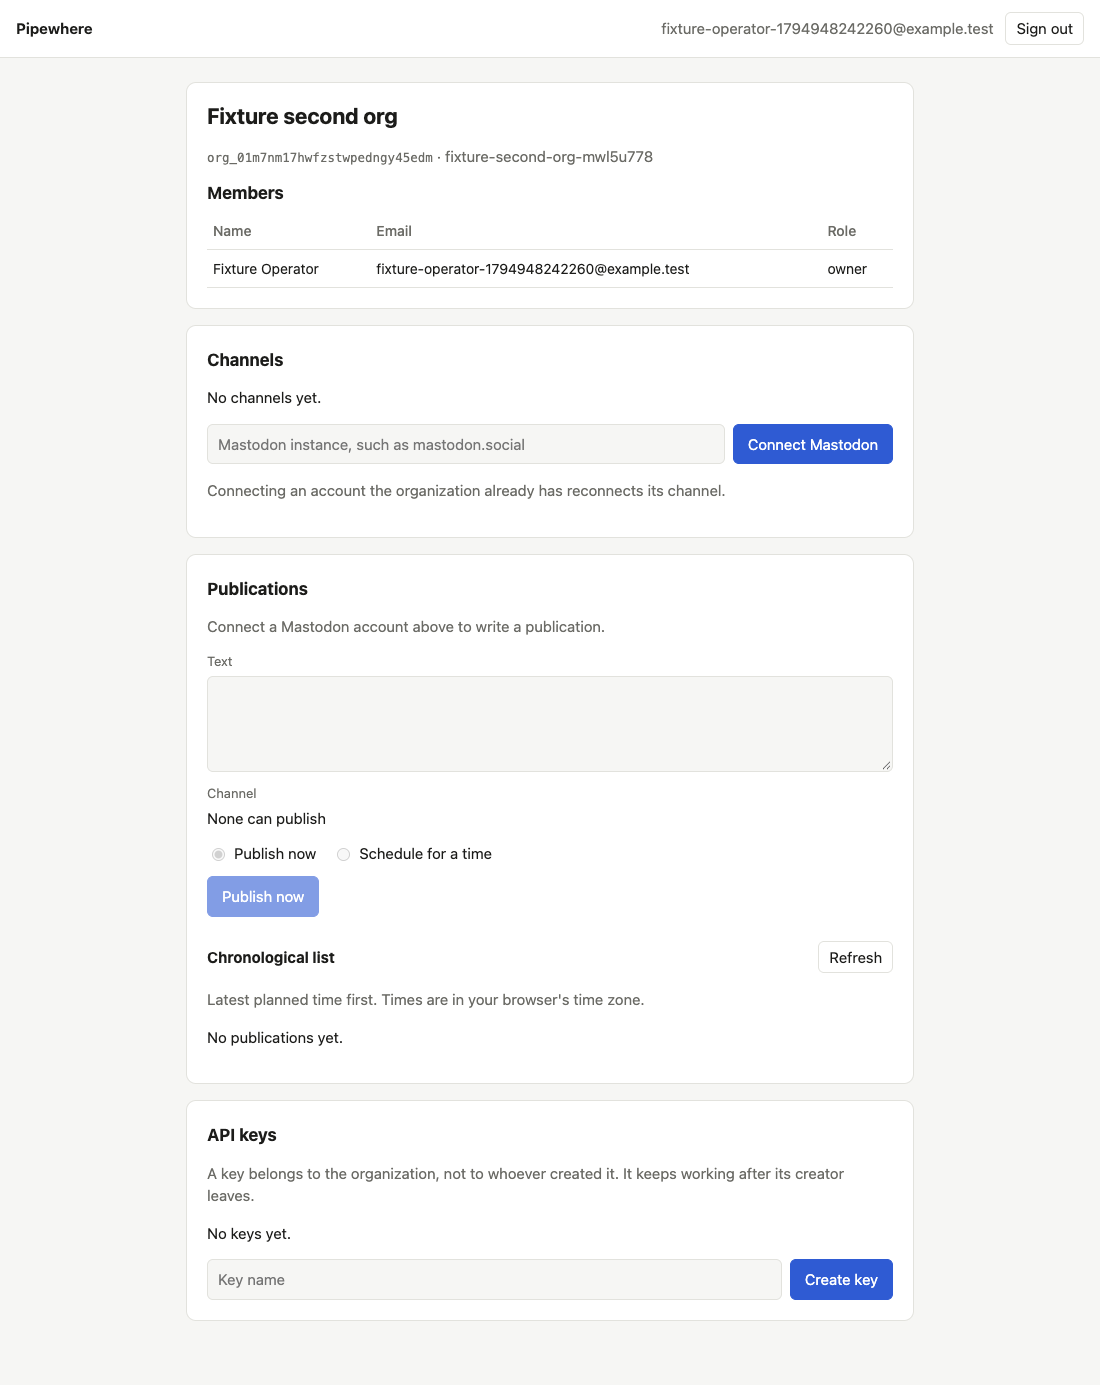 Pipewhere
fixture-operator-1794948242260@example.test
Sign out
Fixture second org
org_01m7nm17hwfzstwpedngy45edm · fixture-second-org-mwl5u778
Members
Name Email Role
Fixture Operator fixture-operator-1794948242260@example.test owner
Channels
No channels yet.
Mastodon instance, such as mastodon.social
Connect Mastodon
Connecting an account the organization already has reconnects its channel.
Publications
Connect a Mastodon account above to write a publication.
Text
Channel
None can publish
Publish now Schedule for a time
Publish now
Chronological list
Refresh
Latest planned time first. Times are in your browser's time zone.
No publications yet.
API keys
A key belongs to the organization, not to whoever created it. It keeps working after its creator
leaves.
No keys yet.
Key name
Create key